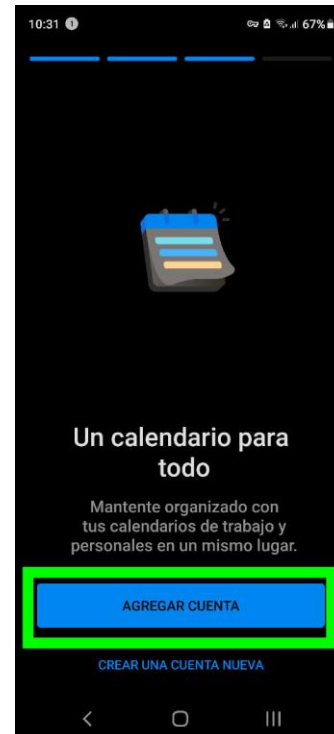 10:31 1 67%
Un calendario para
todo
Mantente organizado con
tus calendarios de trabajo y
personales en un mismo lugar.
AGREGAR CUENTA
CREAR UNA CUENTA NUEVA